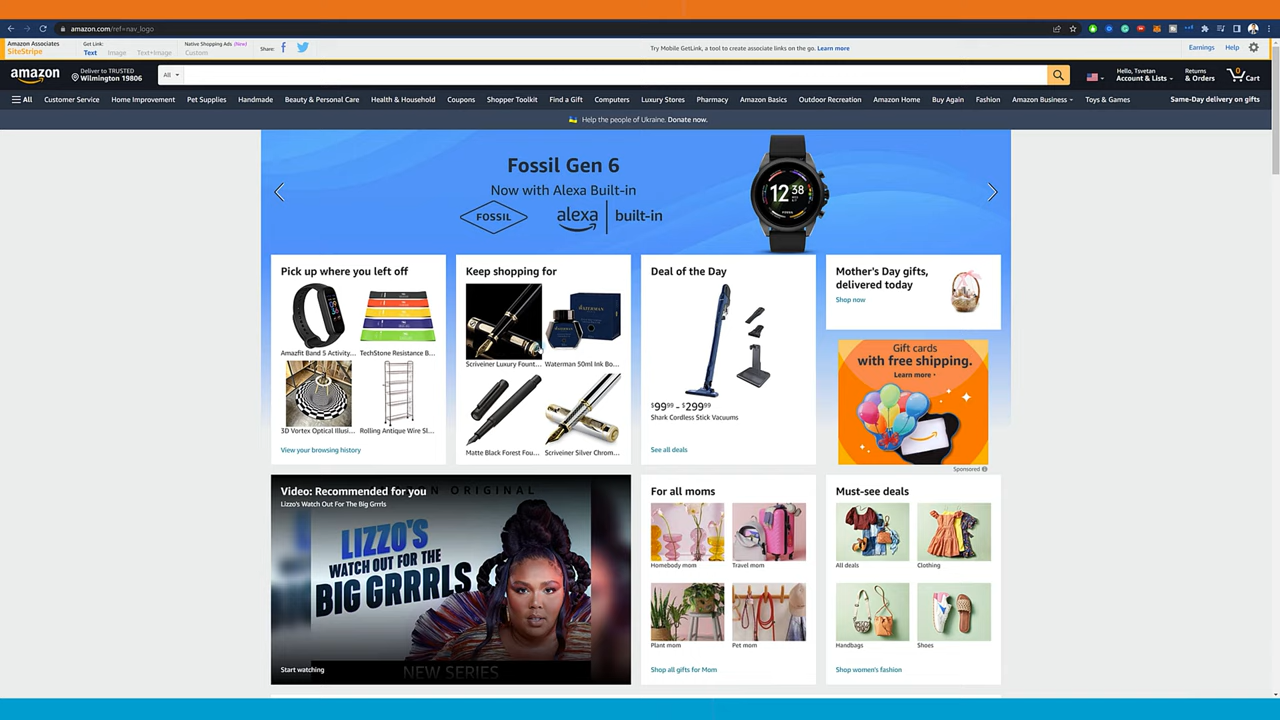 amazon.com/ref=nav_logo
Amazon Associates
SiteStripe
Get Link:
Text Image Text+Image
Native Shopping Ads (New)
Custom
Share:
Try Mobile GetLink, a tool to create associate links on the go. Learn more
Earnings Help
amazon
Deliver to TRUSTED
Wilmington 19806
All
Hello, Tsvetan
Account & Lists
Returns
& Orders
0
Cart
All Customer Service Home Improvement Pet Supplies Handmade Beauty & Personal Care Health & Household Coupons Shopper Toolkit Find a Gift Computers Luxury Stores Pharmacy Amazon Basics Outdoor Recreation Amazon Home Buy Again Fashion Amazon Business Toys & Games Same-Day delivery on gifts
Help the people of Ukraine. Donate now.
Fossil Gen 6
Now with Alexa Built-in
FOSSIL alexa built-in
12 38
Pick up where you left off
Amazfit Band 5 Activity... TechStone Resistance B...
3D Vortex Optical Illusi... Rolling Antique Wire Sl...
View your browsing history
Keep shopping for
Scriveiner Luxury Fount... Waterman 50ml Ink Bo...
Matte Black Forest Fou... Scriveiner Silver Chrom...
Deal of the Day
$99⁹⁹ - $299⁹⁹
Shark Cordless Stick Vacuums
See all deals
Mother's Day gifts,
delivered today
Shop now
Gift cards
with free shipping.
Learn more
Sponsored
Video: Recommended for you
Lizzo's Watch Out For The Big Grrrls
ORIGINAL
LIZZO'S
WATCH OUT FOR THE
BIG GRRRLS
Start watching
NEW SERIES
For all moms
Homebody mom Travel mom
Plant mom Pet mom
Shop all gifts for Mom
Must-see deals
All deals Clothing
Handbags Shoes
Shop women's fashion